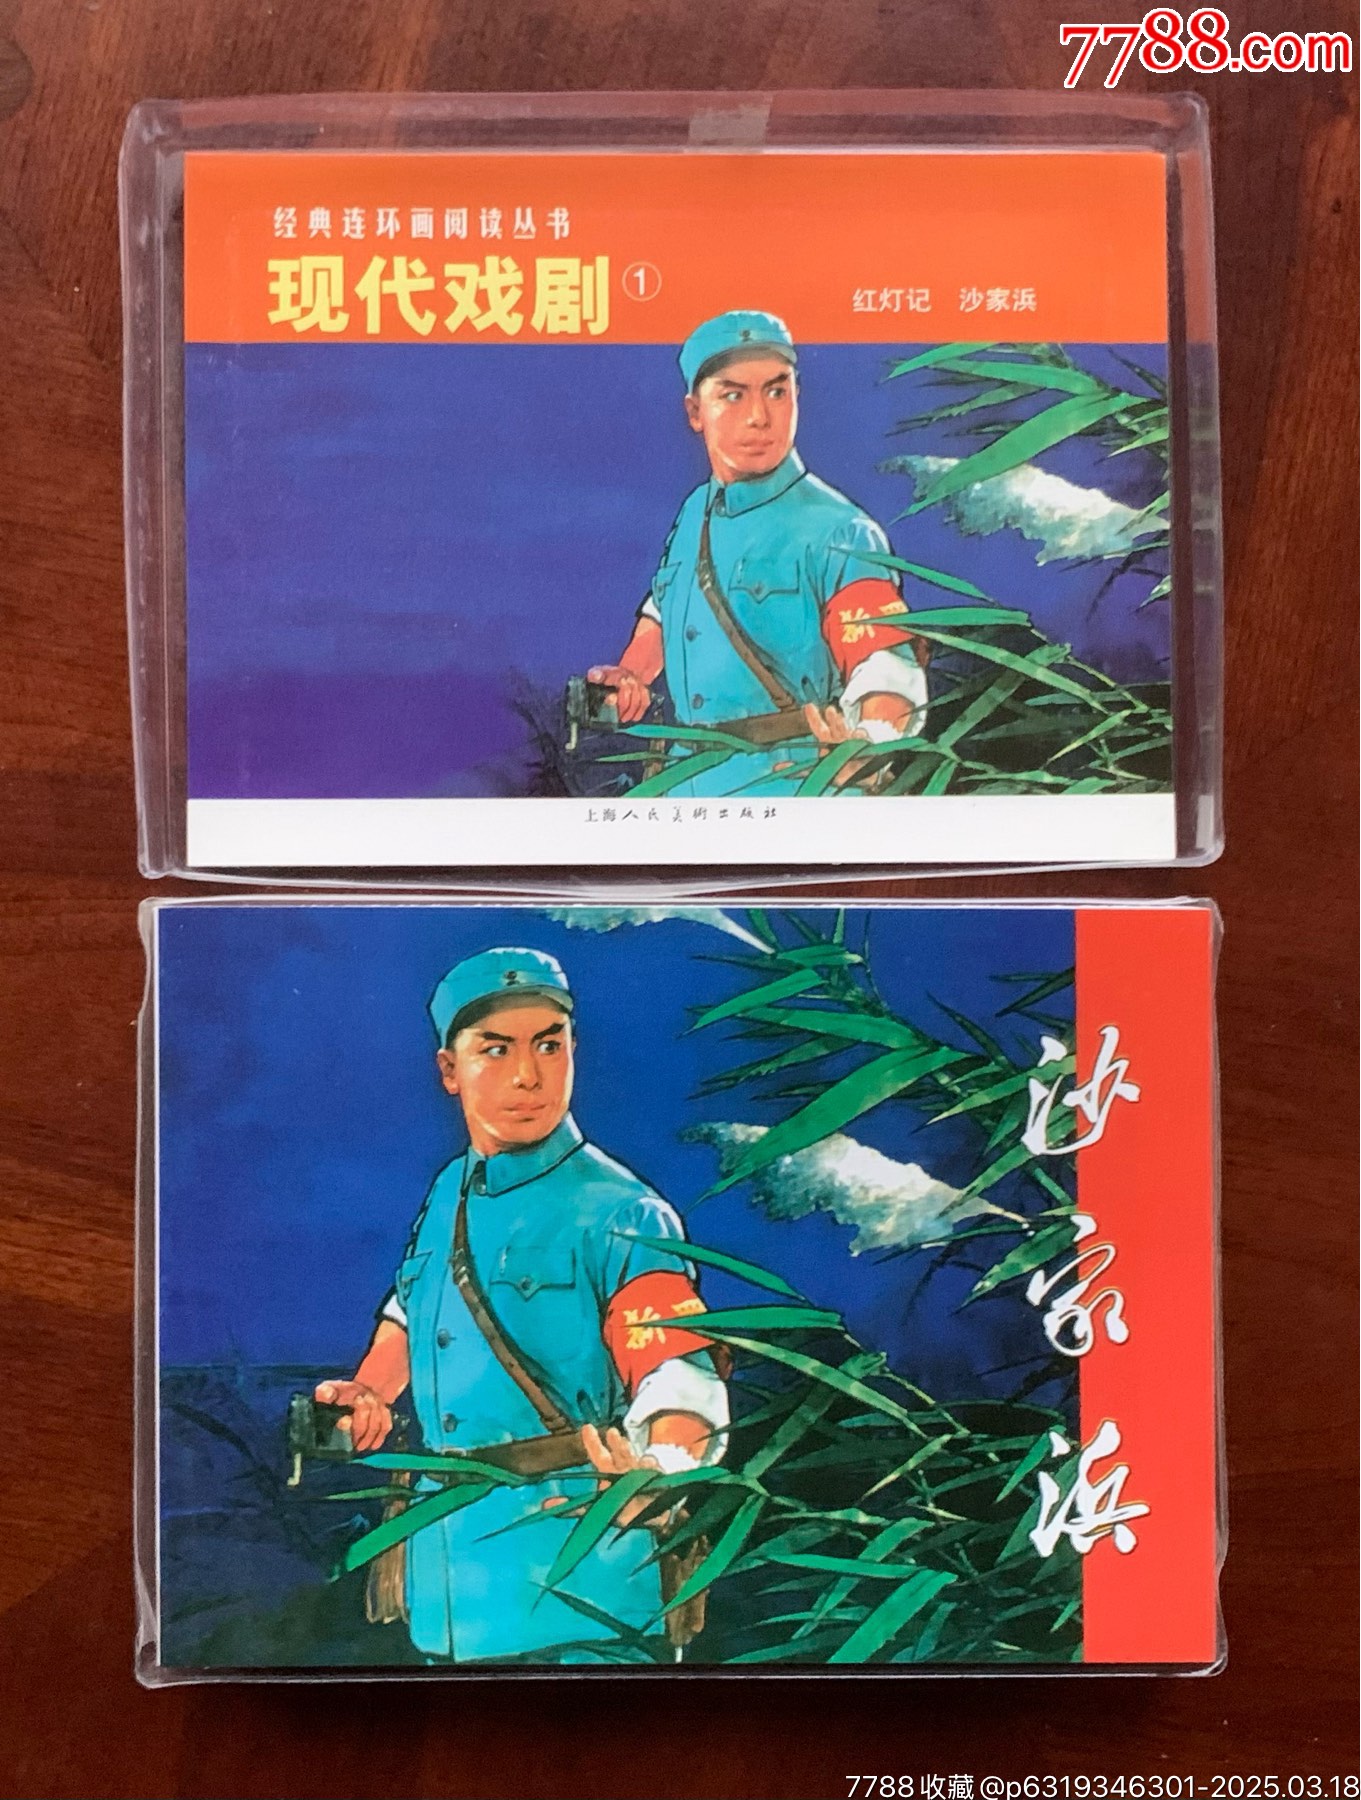 7788.com
经典连环画阅读丛书
现代戏剧①
红灯记 沙家浜
上海人民美術出版社
沙家浜
7788收藏@p6319346301-2025.03.18